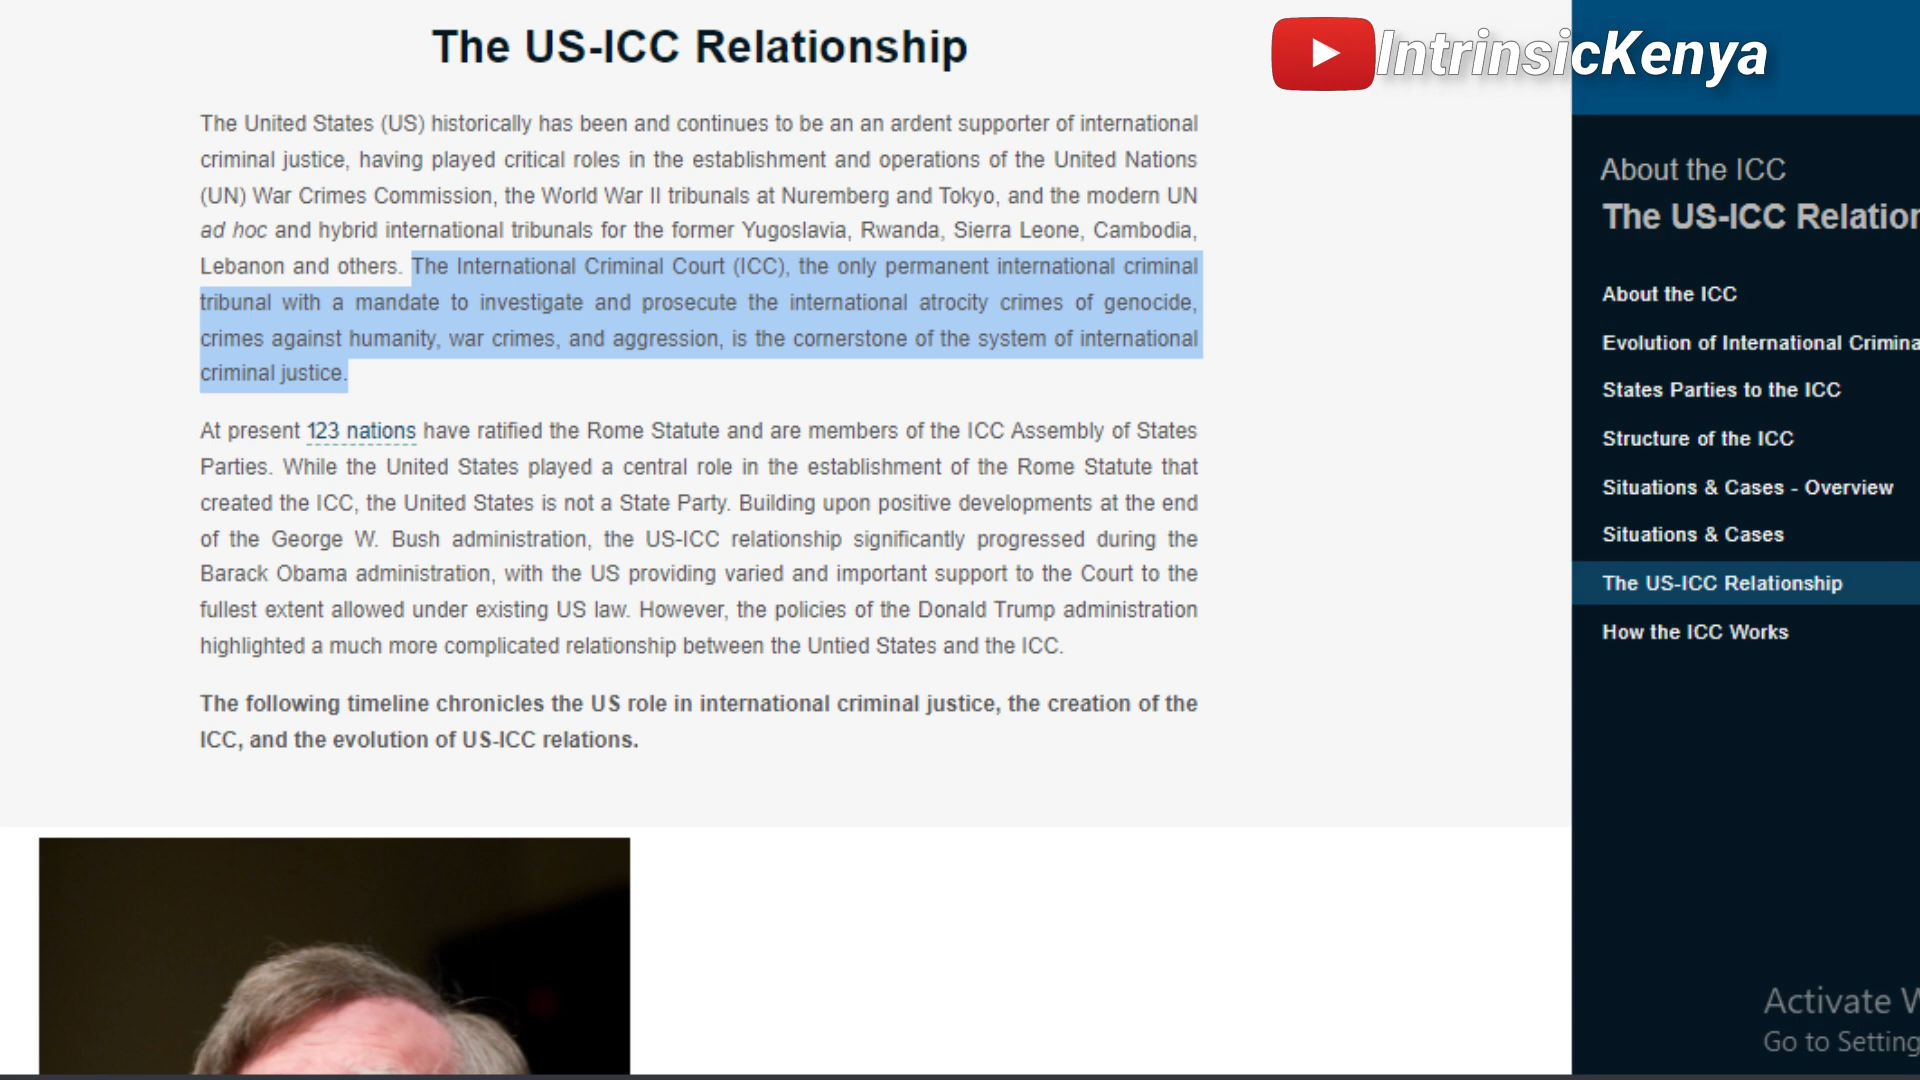 The US-ICC Relationship
IntrinsicKenya
The United States (US) historically has been and continues to be an an ardent supporter of international
criminal justice, having played critical roles in the establishment and operations of the United Nations
(UN) War Crimes Commission, the World War II tribunals at Nuremberg and Tokyo, and the modern UN
ad hoc and hybrid international tribunals for the former Yugoslavia, Rwanda, Sierra Leone, Cambodia,
Lebanon and others. The International Criminal Court (ICC), the only permanent international criminal
tribunal with a mandate to investigate and prosecute the international atrocity crimes of genocide,
crimes against humanity, war crimes, and aggression, is the cornerstone of the system of international
criminal justice.
At present 123 nations have ratified the Rome Statute and are members of the ICC Assembly of States
Parties. While the United States played a central role in the establishment of the Rome Statute that
created the ICC, the United States is not a State Party. Building upon positive developments at the end
of the George W. Bush administration, the US-ICC relationship significantly progressed during the
Barack Obama administration, with the US providing varied and important support to the Court to the
fullest extent allowed under existing US law. However, the policies of the Donald Trump administration
highlighted a much more complicated relationship between the Untied States and the ICC.
The following timeline chronicles the US role in international criminal justice, the creation of the
ICC, and the evolution of US-ICC relations.
About the ICC
The US-ICC Relation
About the ICC
Evolution of International Crimina
States Parties to the ICC
Structure of the ICC
Situations & Cases - Overview
Situations & Cases
The US-ICC Relationship
How the ICC Works
Activate W
Go to Setting